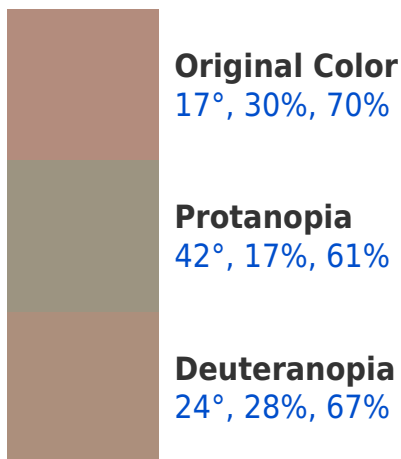 Original Color
17°, 30%, 70%
Protanopia
42°, 17%, 61%
Deuteranopia
24°, 28%, 67%